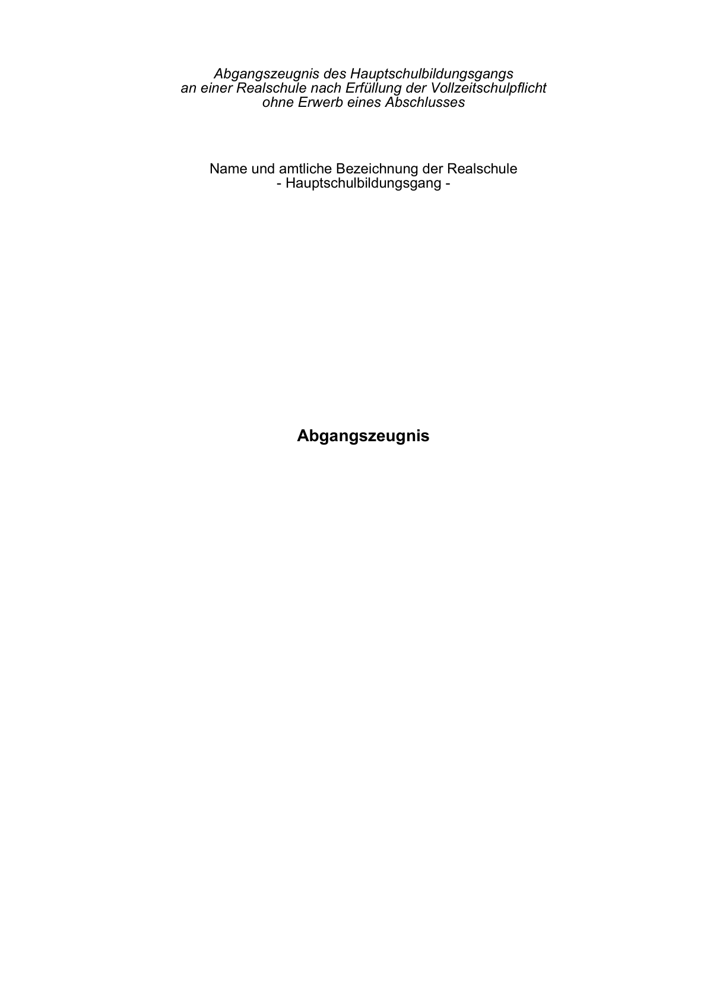 Abgangszeugnis des Hauptschulbildungsgangs
an einer Realschule nach Erfüllung der Vollzeitschulpflicht
ohne Erwerb eines Abschlusses
Name und amtliche Bezeichnung der Realschule
- Hauptschulbildungsgang -
Abgangszeugnis